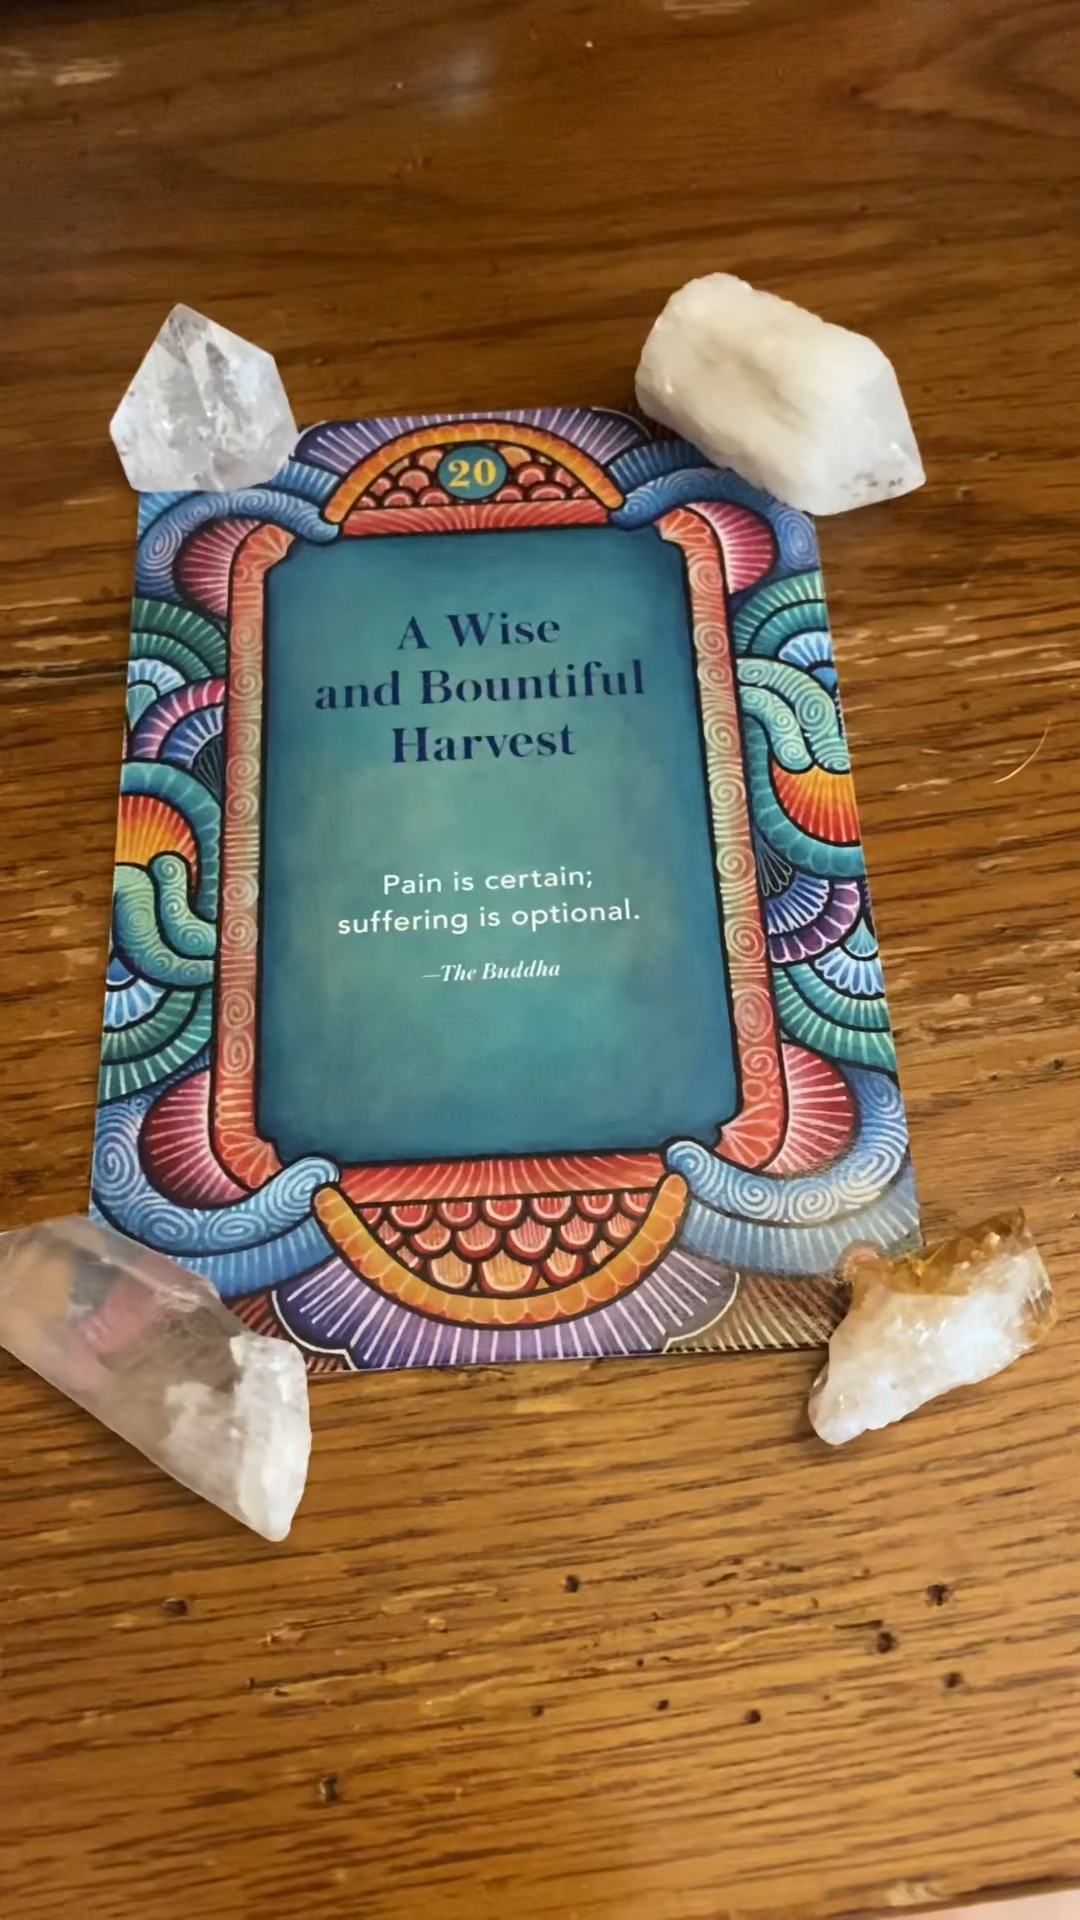 20
A Wise
and Bountiful
Harvest
Pain is certain;
suffering is optional.
—The Buddha